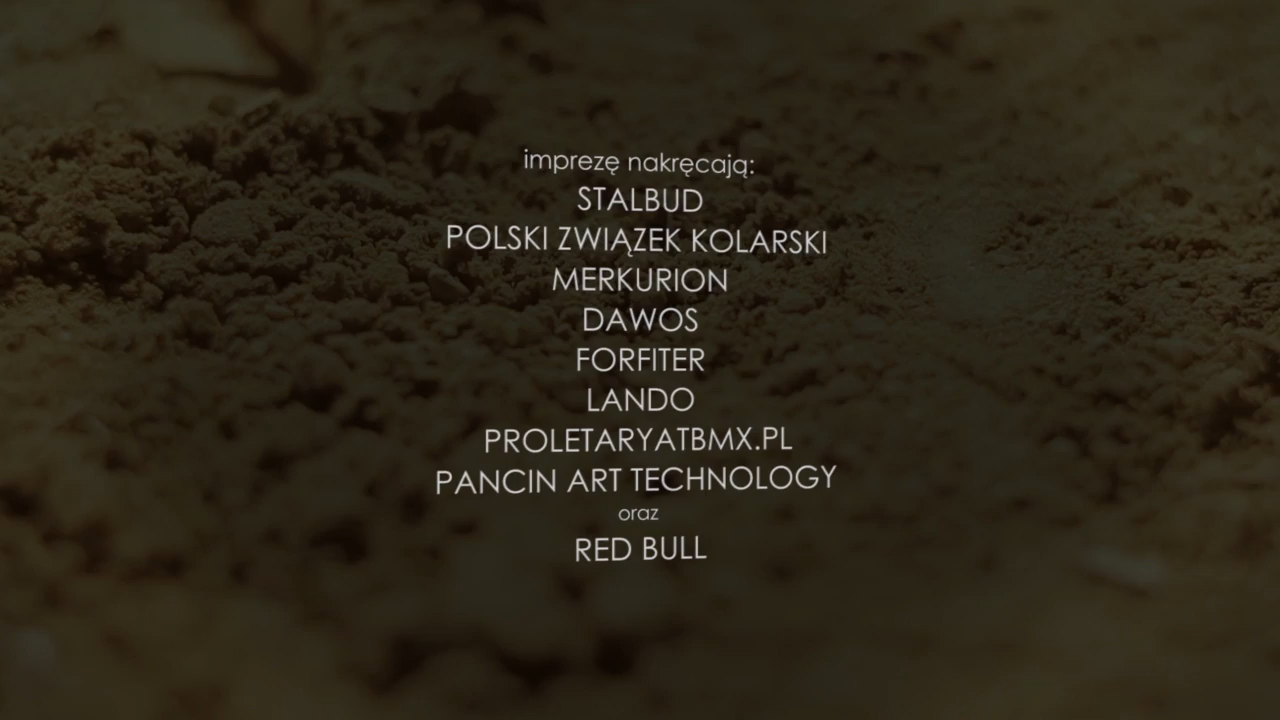 imprezę nakręcają:
STALBUD
POLSKI ZWIĄZEK KOLARSKI
MERKURION
DAWOS
FORFITER
LANDO
PROLETARYATBMX.PL
PANCIN ART TECHNOLOGY
oraz
RED BULL